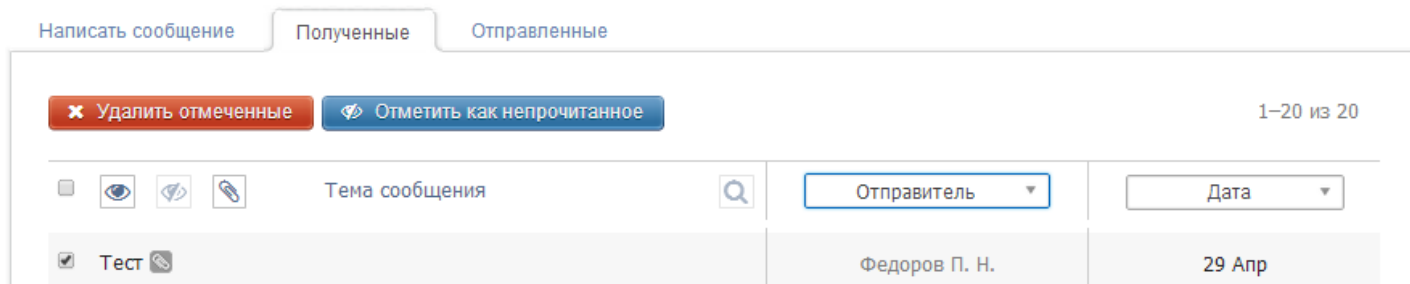 Написать сообщение Полученные Отправленные
Удалить отмеченные Отметить как непрочитанное 1–20 из 20
Тема сообщения Отправитель Дата
Тест Федоров П. Н. 29 Апр